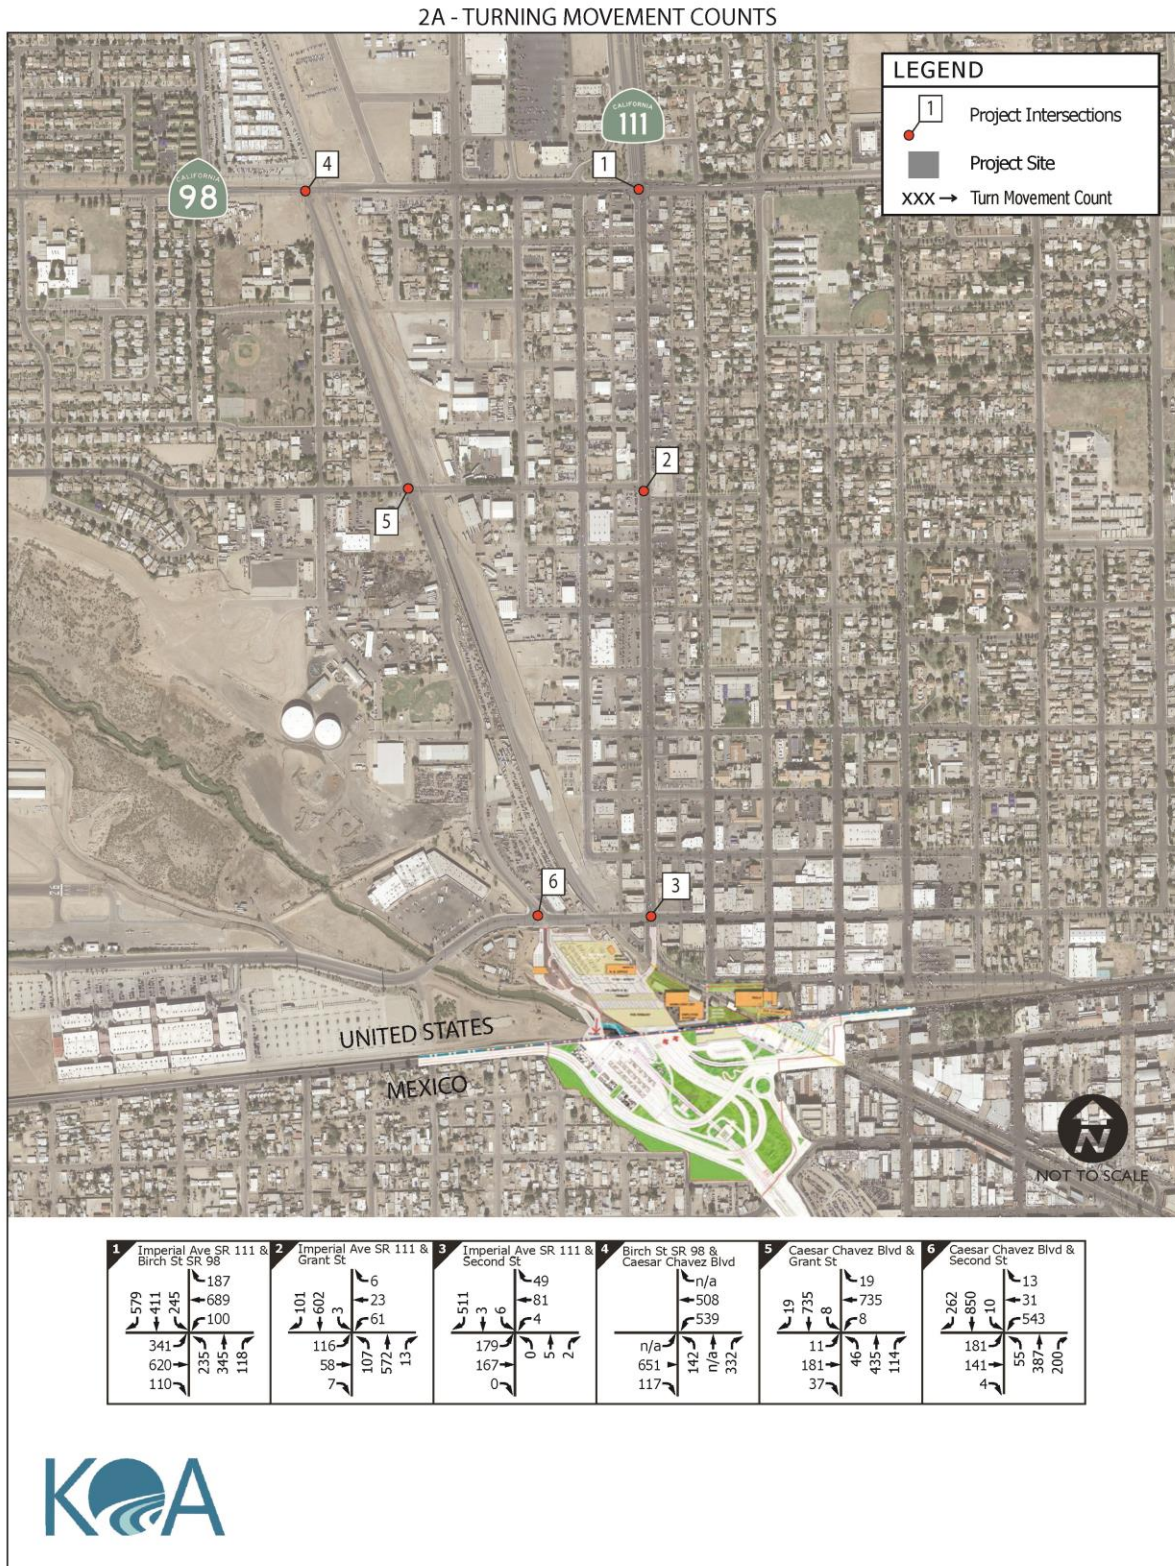 2A - TURNING MOVEMENT COUNTS
LEGEND
1
Project Intersections
Project Site
XXX → Turn Movement Count
CALIFORNIA
111
CALIFORNIA
98
4
1
2
5
6
3
UNITED STATES
MEXICO
N
NOT TO SCALE
1 Imperial Ave SR 111 &
Birch St SR 98
579 411 245
187
689
100
341
620
110
235 345 118
2 Imperial Ave SR 111 &
Grant St
101 602 3
6
23
61
116
58
7
107 572 13
3 Imperial Ave SR 111 &
Second St
511 3 6
49
81
4
179
167
0
0 5 2
4 Birch St SR 98 &
Caesar Chavez Blvd
n/a
508
539
n/a
651
117
142 n/a 332
5 Caesar Chavez Blvd &
Grant St
19 735 8
19
735
8
11
181
37
46 435 114
6 Caesar Chavez Blvd &
Second St
262 850 10
13
31
543
181
141
4
55 387 200
KOA